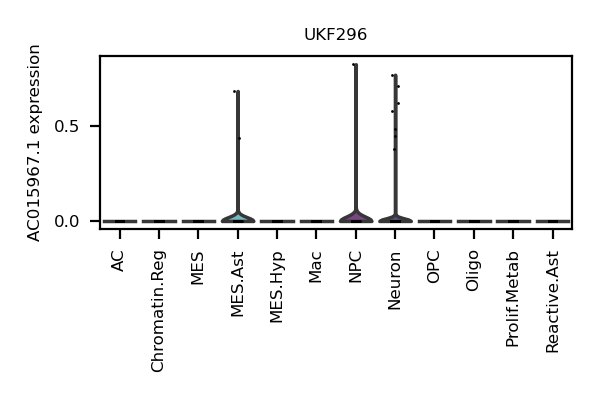 UKF296
AC015967.1 expression
0.5
0.0
AC
Chromatin.Reg
MES
MES.Ast
MES.Hyp
Mac
NPC
Neuron
OPC
Oligo
Prolif.Metab
Reactive.Ast